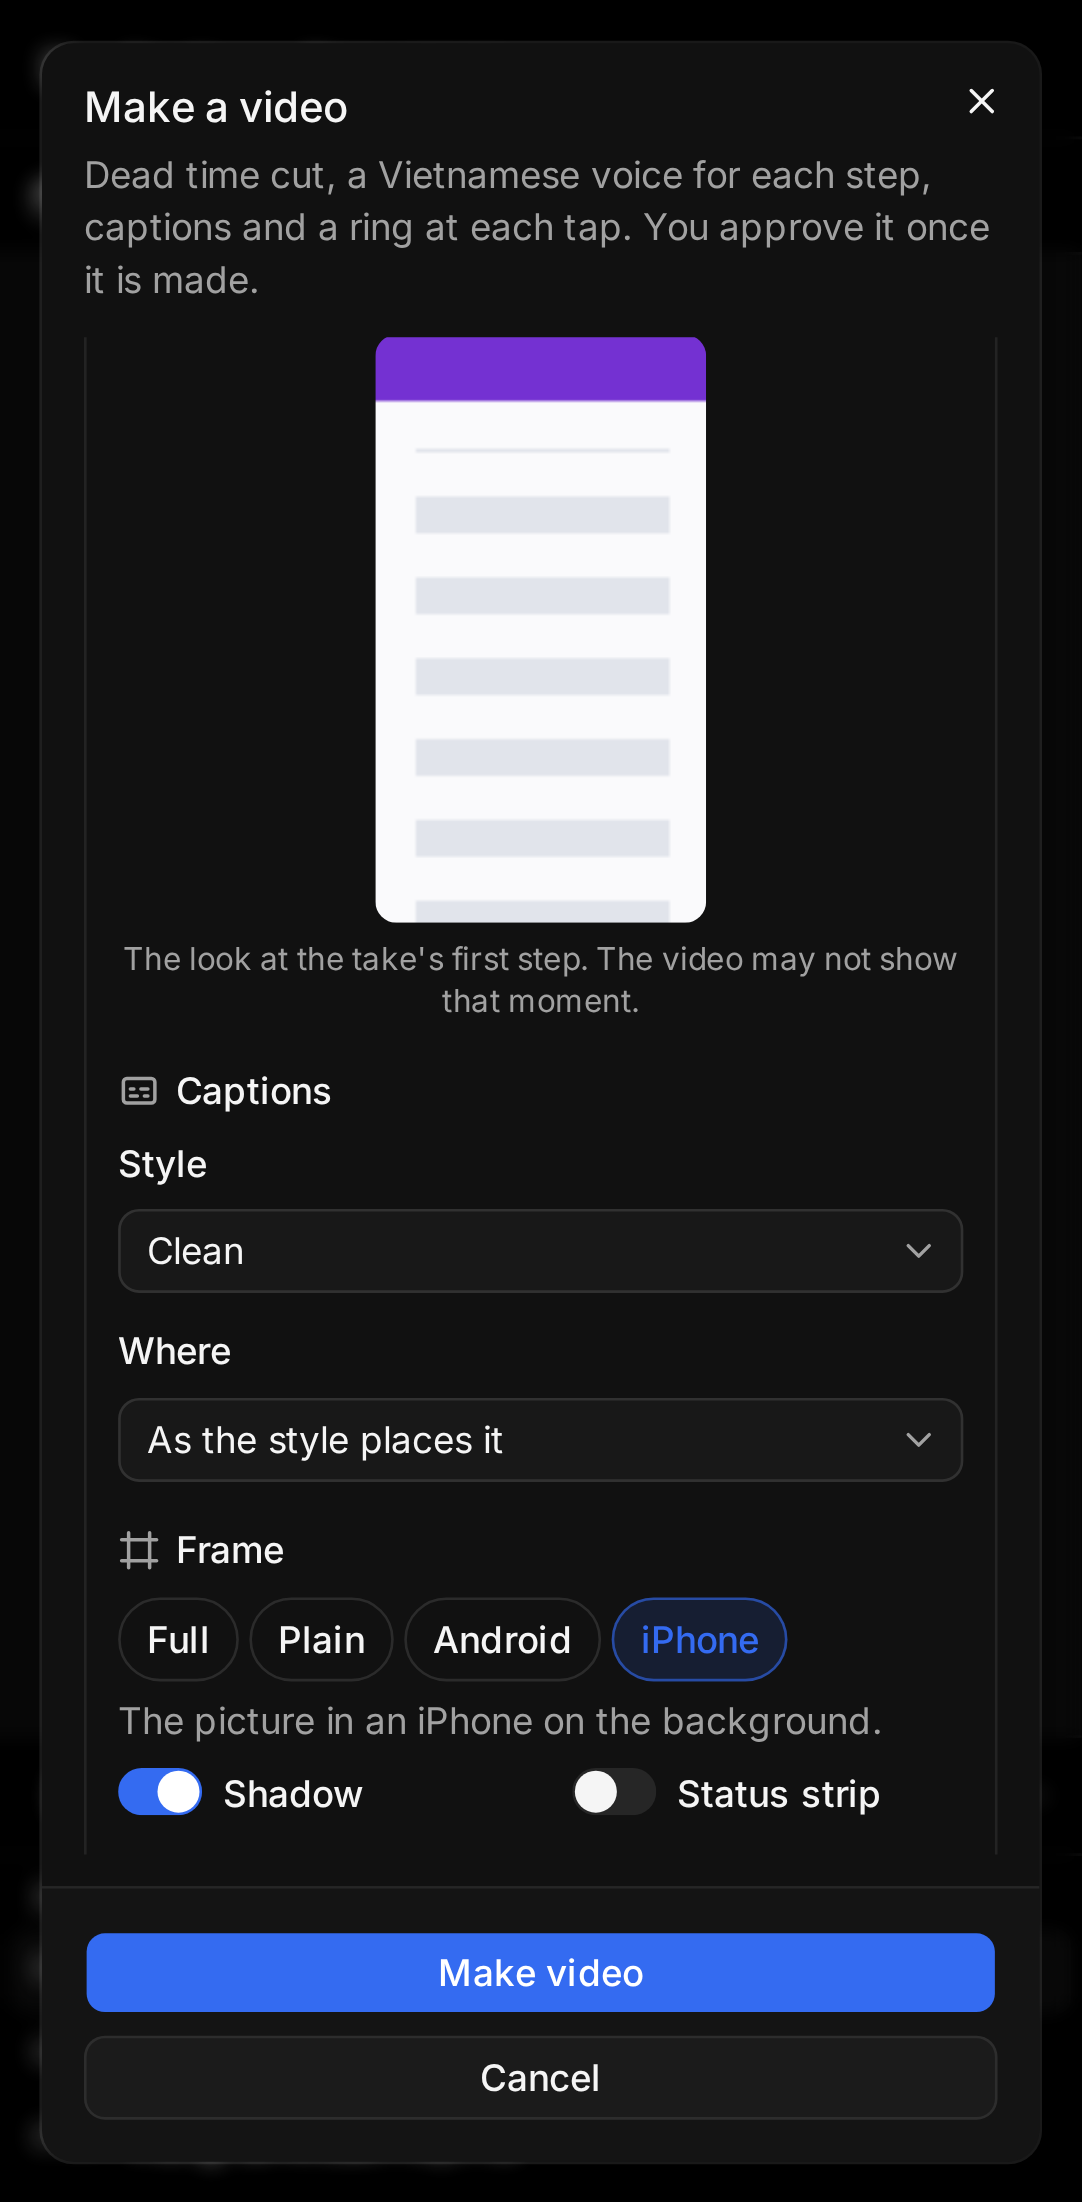 Make a video
Dead time cut, a Vietnamese voice for each step,
captions and a ring at each tap. You approve it once
it is made.
The look at the take's first step. The video may not show
that moment.
Captions
Style
Clean
Where
As the style places it
Frame
Full Plain Android iPhone
The picture in an iPhone on the background.
Shadow Status strip
Make video
Cancel